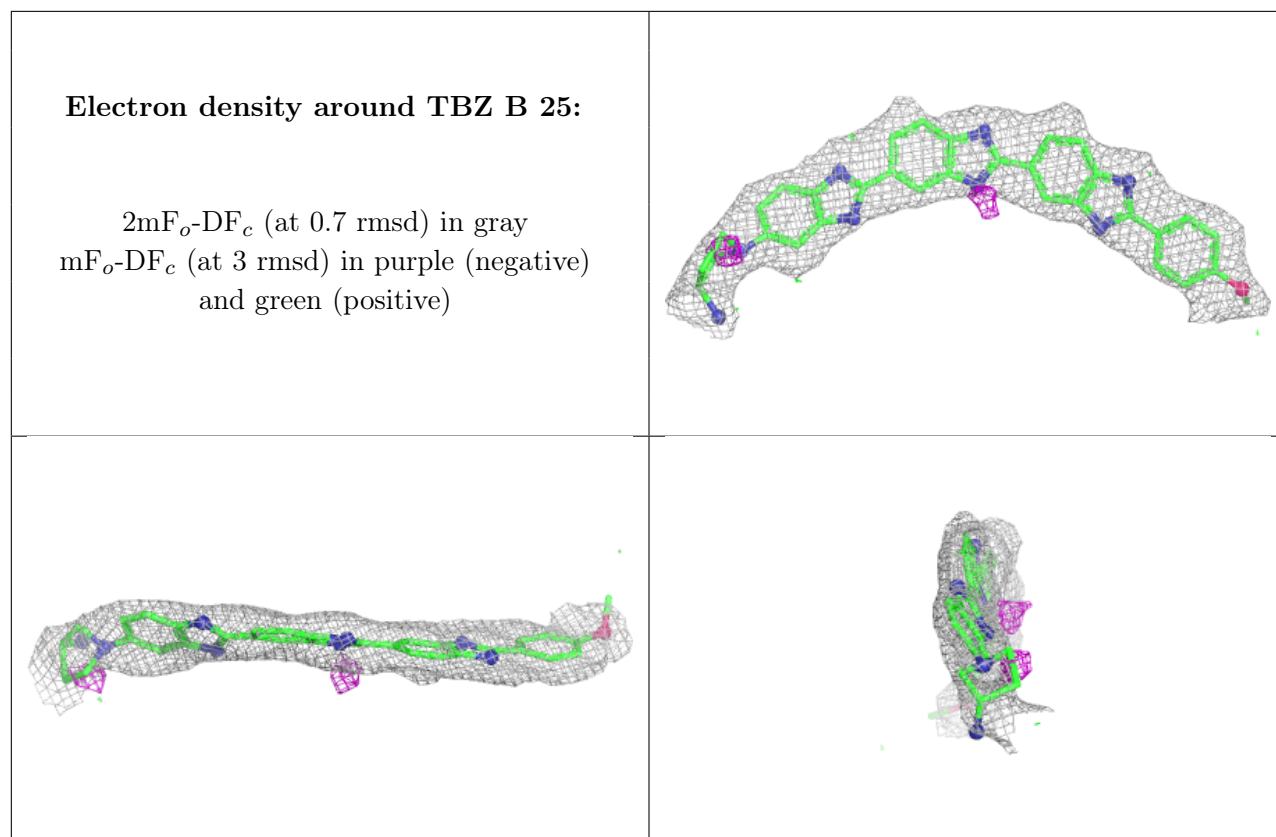 Electron density around TBZ B 25:
2mFₒ-DF𝒸 (at 0.7 rmsd) in gray
mFₒ-DF𝒸 (at 3 rmsd) in purple (negative)
and green (positive)